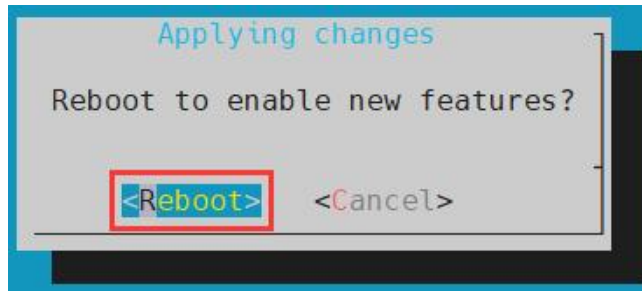 Applying changes
Reboot to enable new features?
<Reboot> <Cancel>